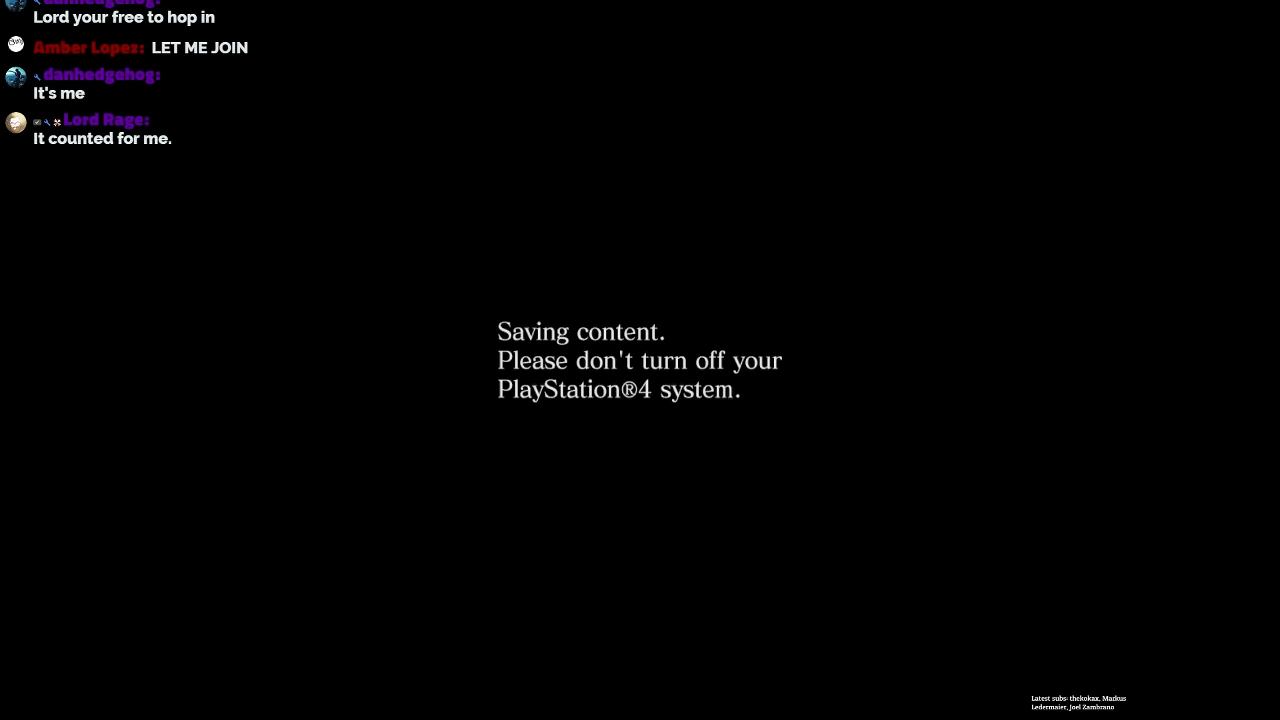 danhedgehog:
Lord your free to hop in
Amber Lopez: LET ME JOIN
danhedgehog:
It's me
Lord Rage:
It counted for me.
Saving content.
Please don't turn off your
PlayStation®4 system.
Latest subs: thekokax, Markus
Ledermaier, Joel Zambrano